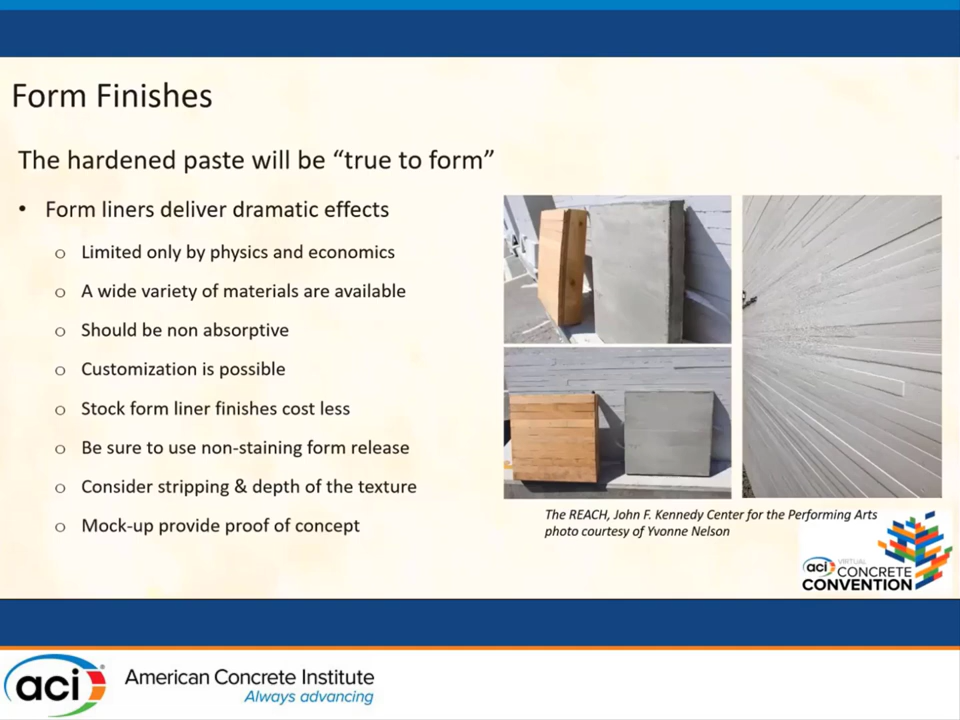 Form Finishes
The hardened paste will be “true to form”
• Form liners deliver dramatic effects
o Limited only by physics and economics
o A wide variety of materials are available
o Should be non absorptive
o Customization is possible
o Stock form liner finishes cost less
o Be sure to use non-staining form release
o Consider stripping & depth of the texture
o Mock-up provide proof of concept
The REACH, John F. Kennedy Center for the Performing Arts
photo courtesy of Yvonne Nelson
aci VIRTUAL
CONCRETE
CONVENTION
aci® American Concrete Institute
Always advancing